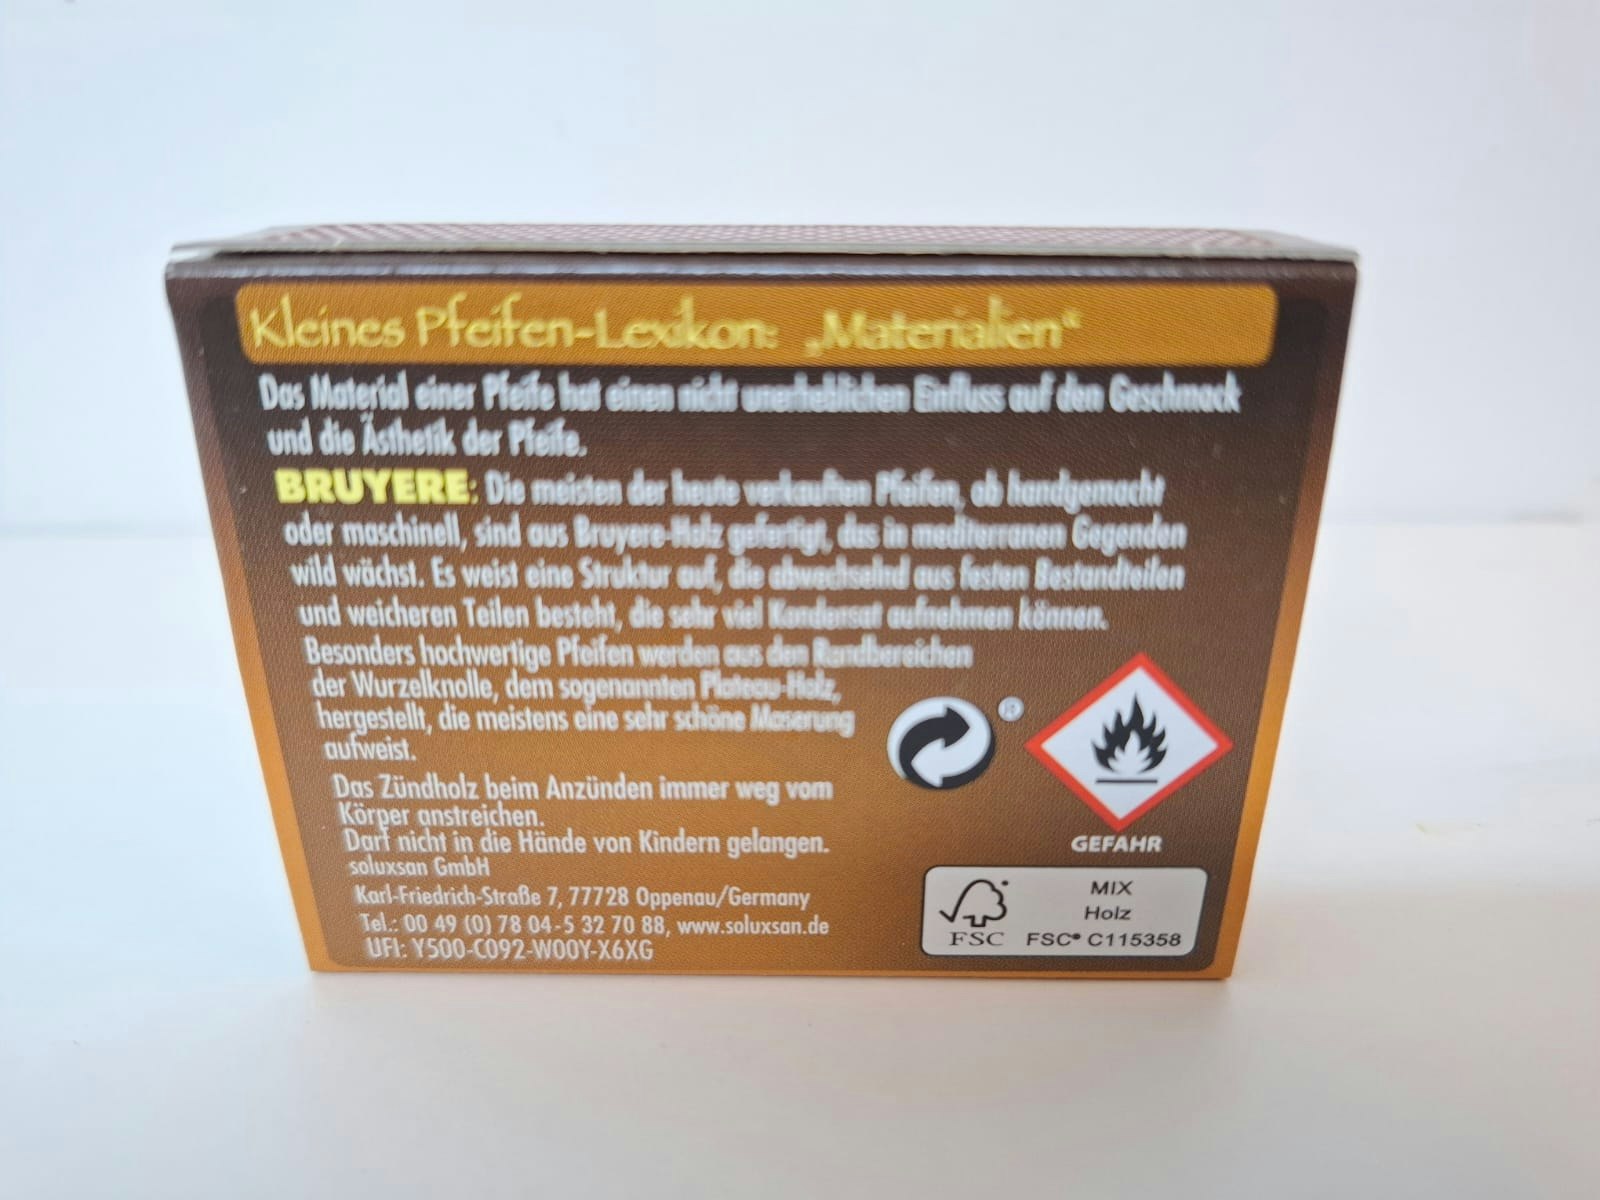 Kleines Pfeifen-Lexikon: „Materialien“
Das Material einer Pfeife hat einen nicht unerheblichen Einfluss auf den Geschmack
und die Ästhetik der Pfeife.
BRUYERE: Die meisten der heute verkauften Pfeifen, ob handgemacht
oder maschinell, sind aus Bruyere-Holz gefertigt, das in mediterranen Gegenden
wild wächst. Es weist eine Struktur auf, die abwechselnd aus festen Bestandteilen
und weicheren Teilen besteht, die sehr viel Kondensat aufnehmen können.
Besonders hochwertige Pfeifen werden aus den Randbereichen
der Wurzelknolle, dem sogenannten Plateau-Holz,
hergestellt, die meistens eine sehr schöne Maserung
aufweist.
Das Zündholz beim Anzünden immer weg vom
Körper anstreichen.
Darf nicht in die Hände von Kindern gelangen.
soluxsan GmbH
Karl-Friedrich-Straße 7, 77728 Oppenau/Germany
Tel.: 00 49 (0) 78 04-5 32 70 88, www.soluxsan.de
UFI: Y500-C092-W00Y-X6XG
®
GEFAHR
MIX
Holz
FSC
FSC® C115358